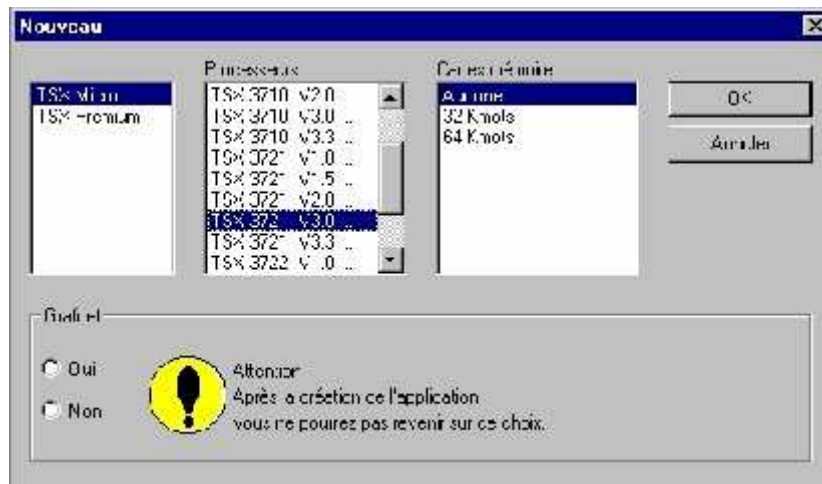 Nouveau
Processeurs
Cartes mémoire
TSX Micro
TSX Premium
TSX 3710 V2.0 ..
TSX 3710 V3.0 ..
TSX 3710 V3.3 ..
TSX 3721 V1.0 ..
TSX 3721 V1.5 ..
TSX 3721 V2.0 ..
TSX 3721 V3.0 ..
TSX 3721 V3.3 ..
TSX 3722 V1.0 ..
Aucune
32 Kmots
64 Kmots
OK
Annuler
Grafcet
Oui
Non
Attention
Après la création de l'application
vous ne pourrez pas revenir sur ce choix.